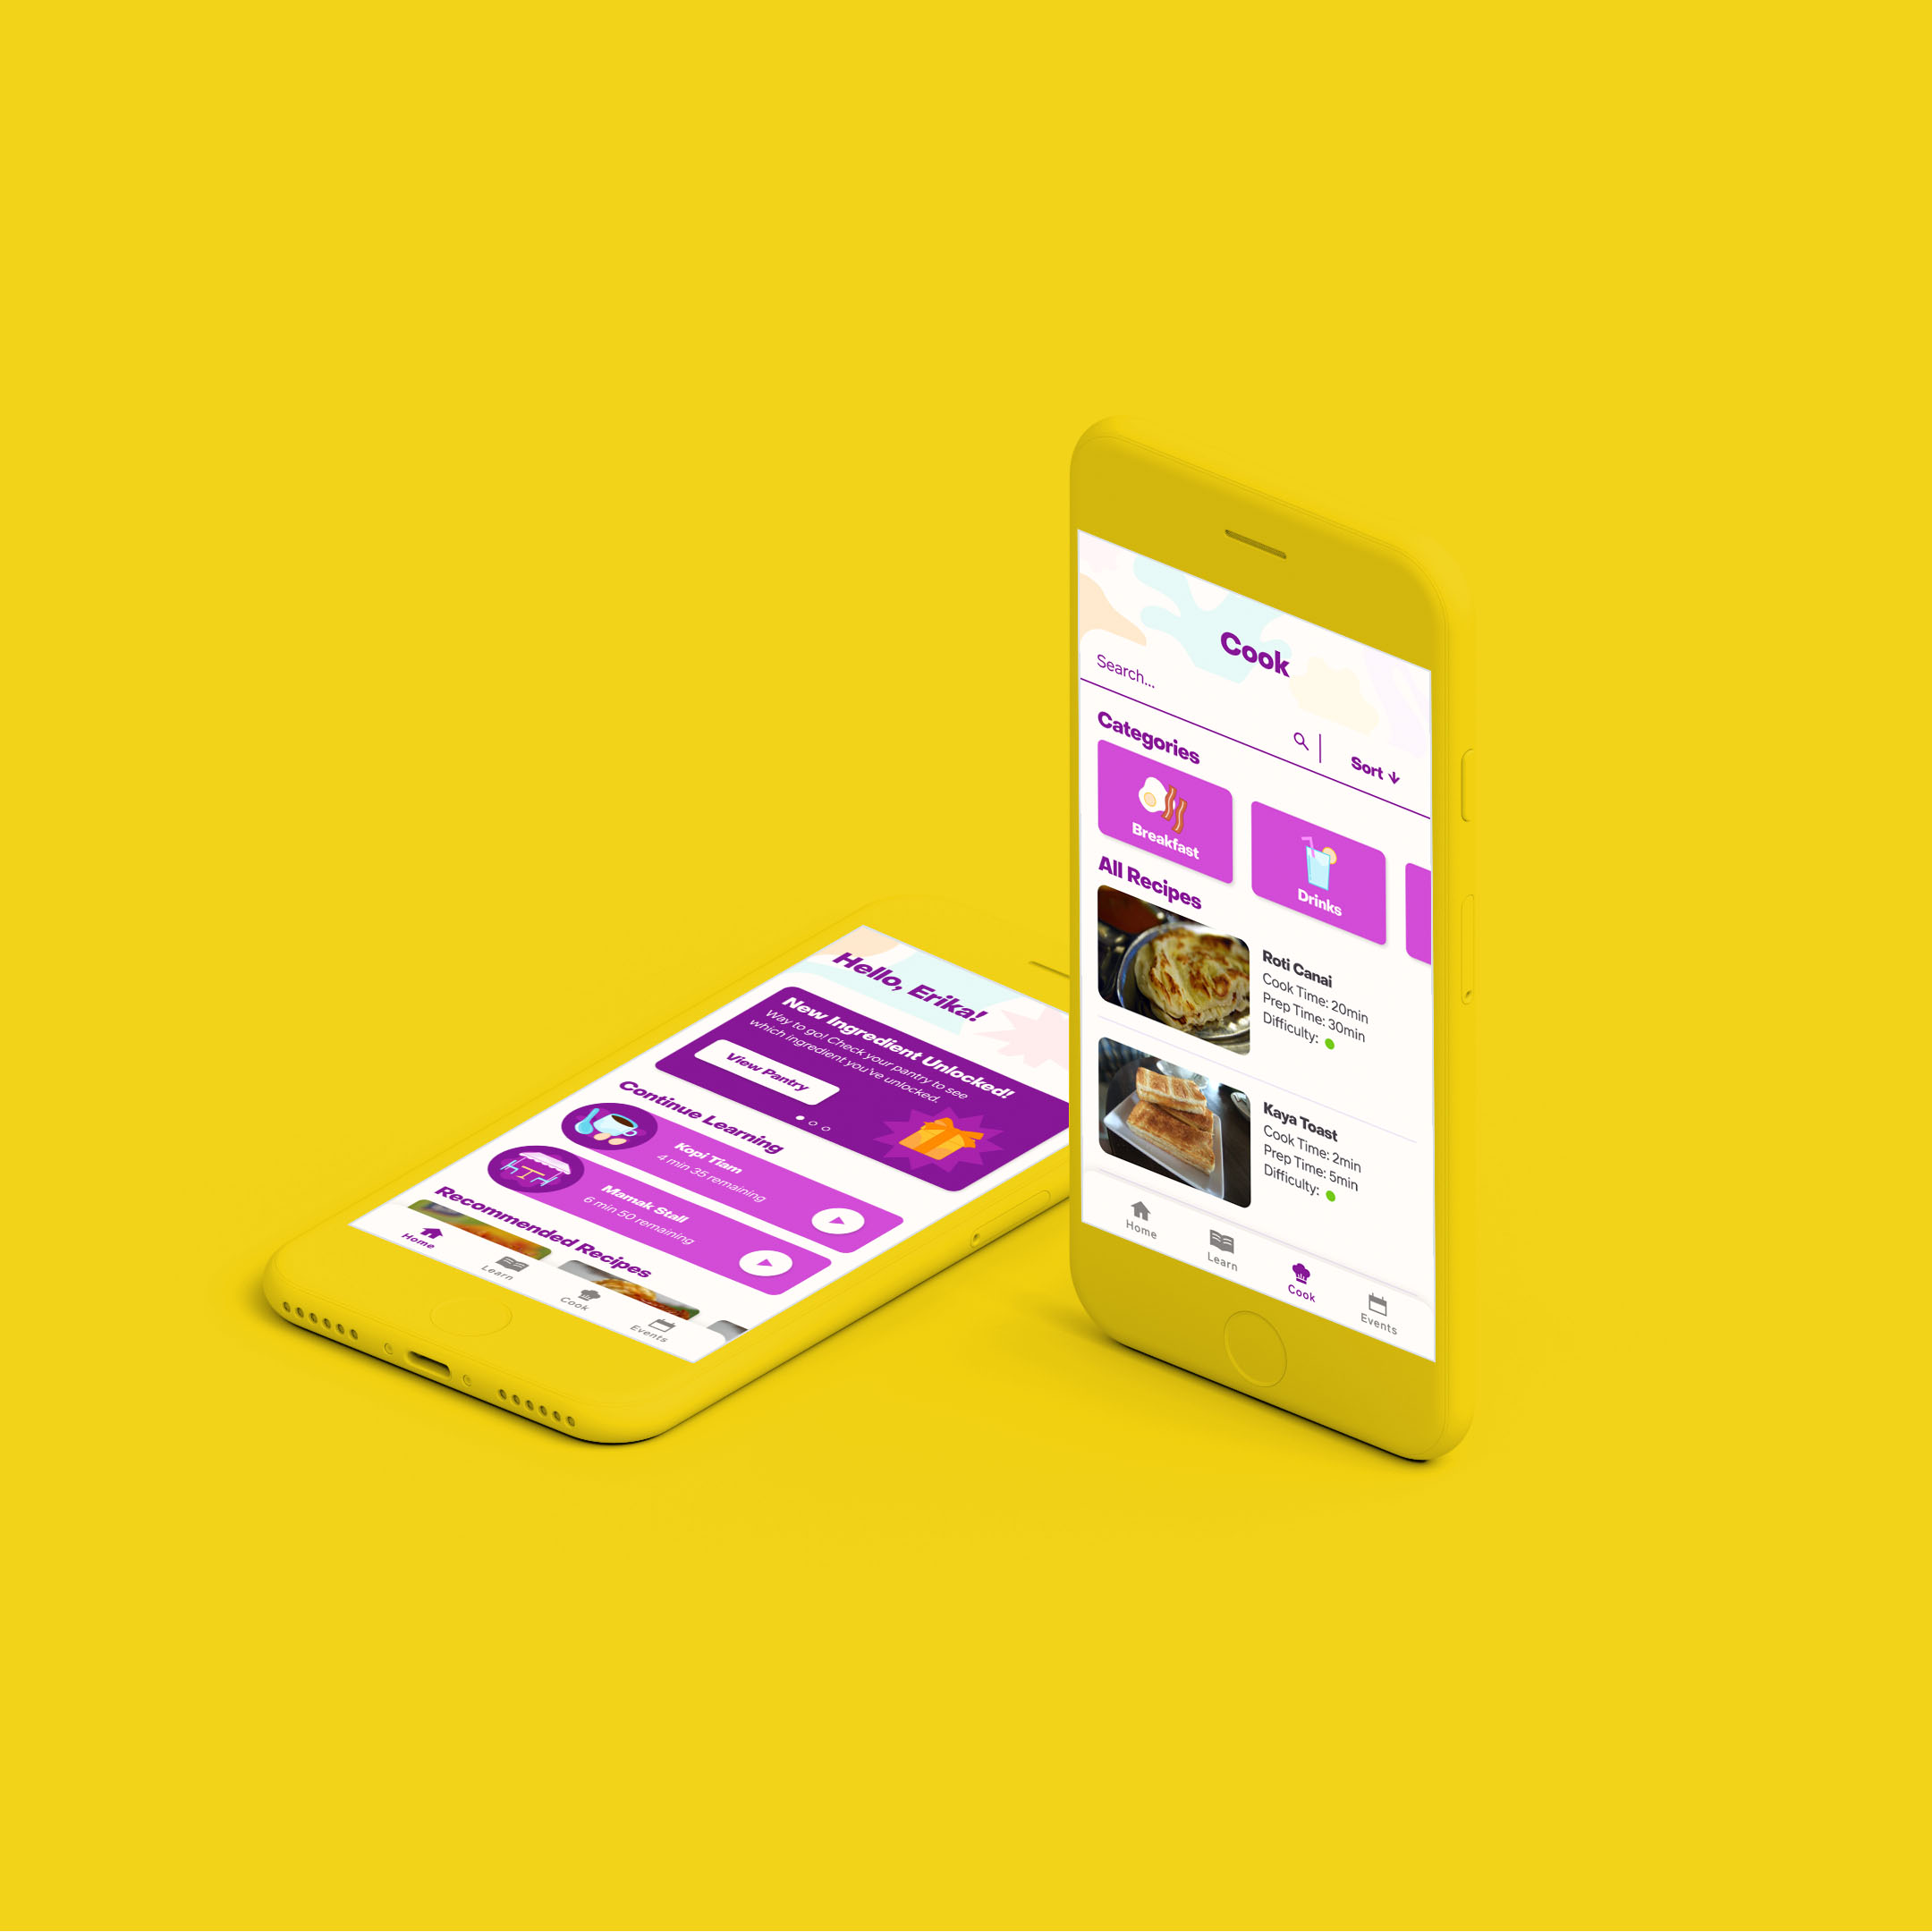 Hello, Erika!
New Ingredient Unlocked!
Way to go! Check your pantry to see
which ingredient you've unlocked.
View Pantry
Continue Learning
Kopi Tiam
4 min 35 remaining
Mamak Stall
6 min 50 remaining
Recommended Recipes
Home
Learn
Cook
Events
Cook
Search...
Sort
Categories
Breakfast
Drinks
All Recipes
Roti Canai
Cook Time: 20min
Prep Time: 30min
Difficulty:
Kaya Toast
Cook Time: 2min
Prep Time: 5min
Difficulty:
Home
Learn
Cook
Events